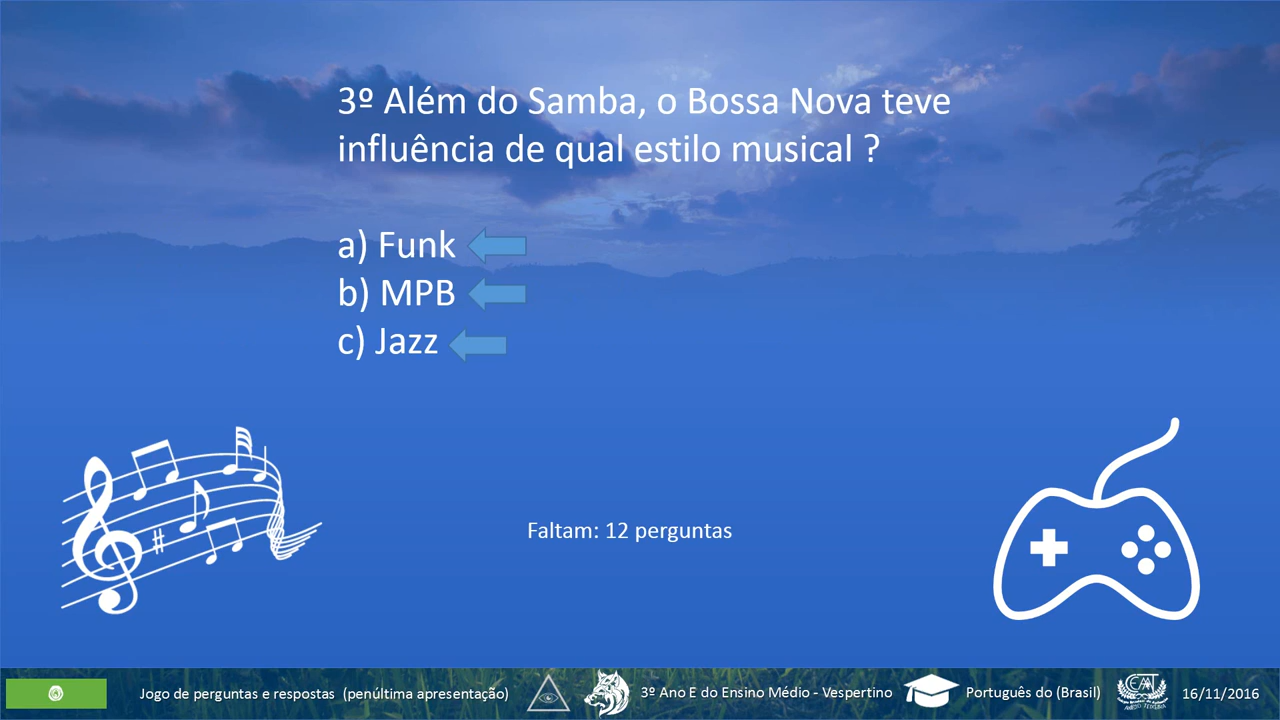 3º Além do Samba, o Bossa Nova teve
influência de qual estilo musical ?
a) Funk
b) MPB
c) Jazz
Faltam: 12 perguntas
Jogo de perguntas e respostas (penúltima apresentação)
3º Ano E do Ensino Médio - Vespertino
Português do (Brasil)
16/11/2016